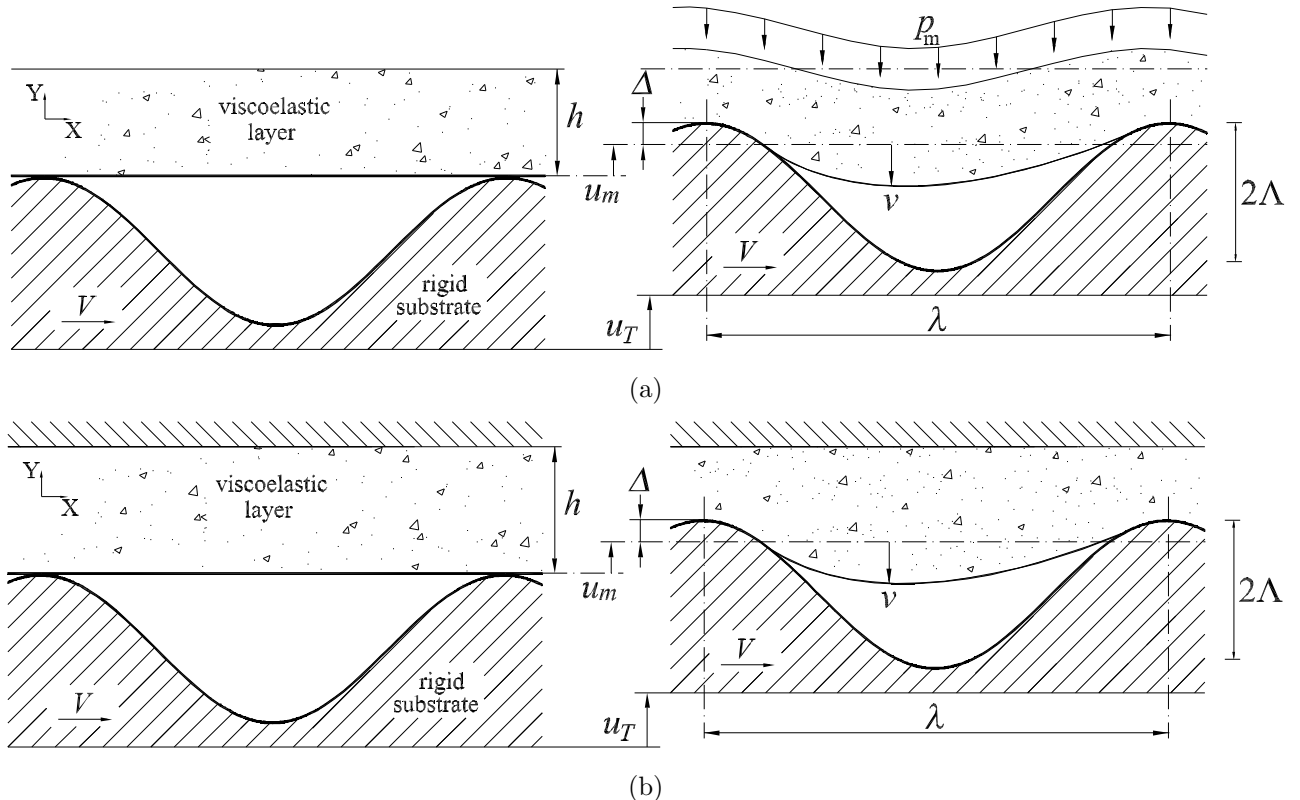 Y
X
viscoelastic
layer
h
u_m
V
rigid
substrate
u_T
p_m
Δ
v
2Λ
V
λ
(a)
Y
X
viscoelastic
layer
h
u_m
V
rigid
substrate
u_T
Δ
v
2Λ
V
λ
(b)